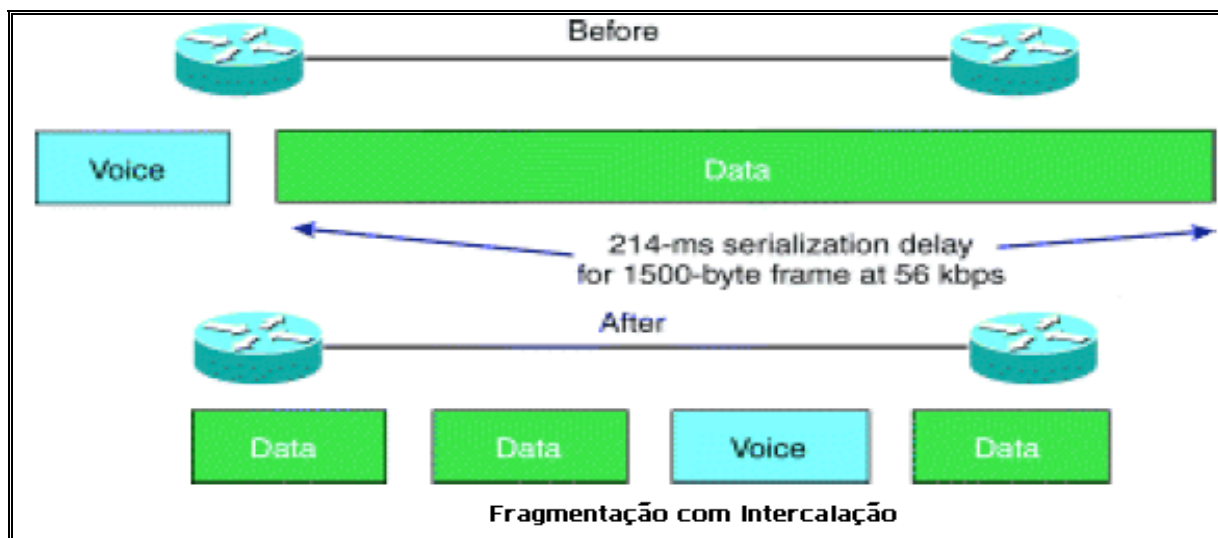 Before
Voice
Data
214-ms serialization delay
for 1500-byte frame at 56 kbps
After
Data
Data
Voice
Data
Fragmentação com Intercalação